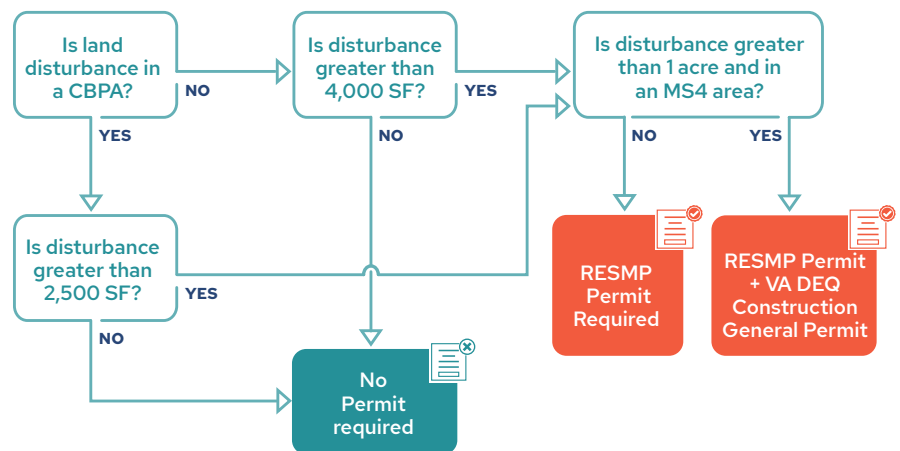 Is land
disturbance in
a CBPA?
NO
YES
Is disturbance
greater than
4,000 SF?
YES
NO
Is disturbance greater
than 1 acre and in
an MS4 area?
NO
YES
Is disturbance
greater than
2,500 SF?
YES
NO
RESMP
Permit
Required
RESMP Permit
+ VA DEQ
Construction
General Permit
No
Permit
required